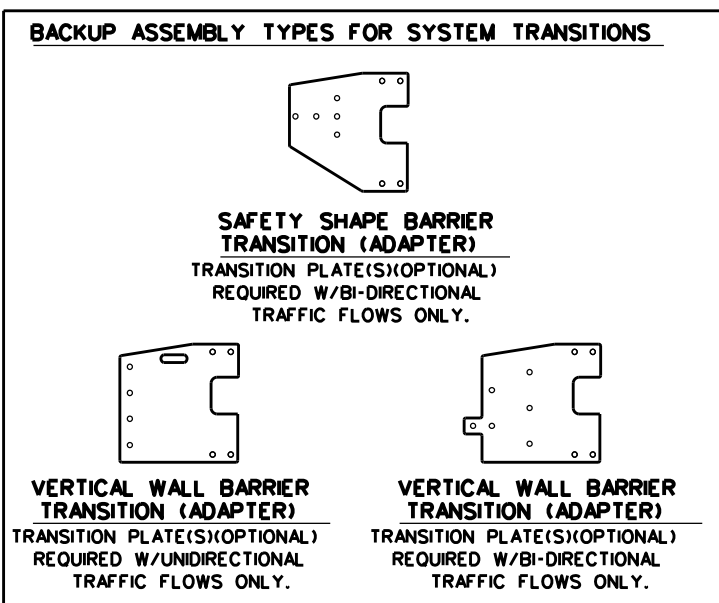 BACKUP ASSEMBLY TYPES FOR SYSTEM TRANSITIONS
SAFETY SHAPE BARRIER
TRANSITION (ADAPTER)
TRANSITION PLATE(S)(OPTIONAL)
REQUIRED W/BI-DIRECTIONAL
TRAFFIC FLOWS ONLY.
VERTICAL WALL BARRIER
TRANSITION (ADAPTER)
TRANSITION PLATE(S)(OPTIONAL)
REQUIRED W/UNIDIRECTIONAL
TRAFFIC FLOWS ONLY.
VERTICAL WALL BARRIER
TRANSITION (ADAPTER)
TRANSITION PLATE(S)(OPTIONAL)
REQUIRED W/BI-DIRECTIONAL
TRAFFIC FLOWS ONLY.